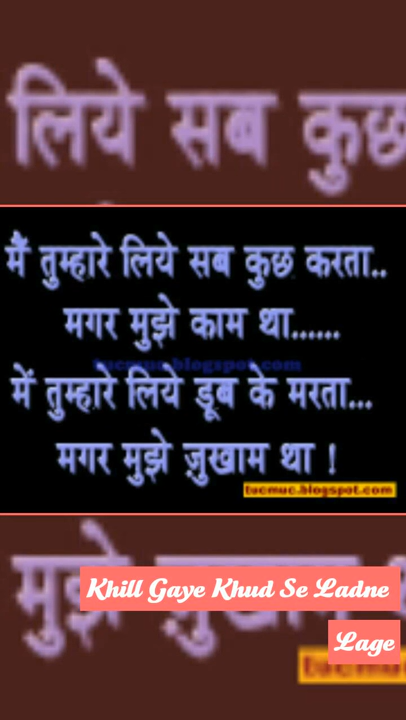 लिये सब कुछ
मैं तुम्हारे लिये सब कुछ करता..
मगर मुझे काम था......
tucmuc.blogspot.com
में तुम्हारे लिये डूब के मरता...
मगर मुझे ज़ुखाम था !
tucmuc.blogspot.com
मुझे
Khill Gaye Khud Se Ladne
Lage